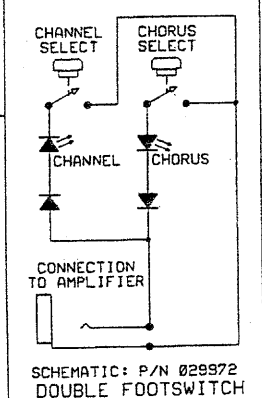 CHANNEL SELECT
CHORUS SELECT
CHANNEL
CHORUS
CONNECTION
TO AMPLIFIER
SCHEMATIC: P/N 029972
DOUBLE FOOTSWITCH